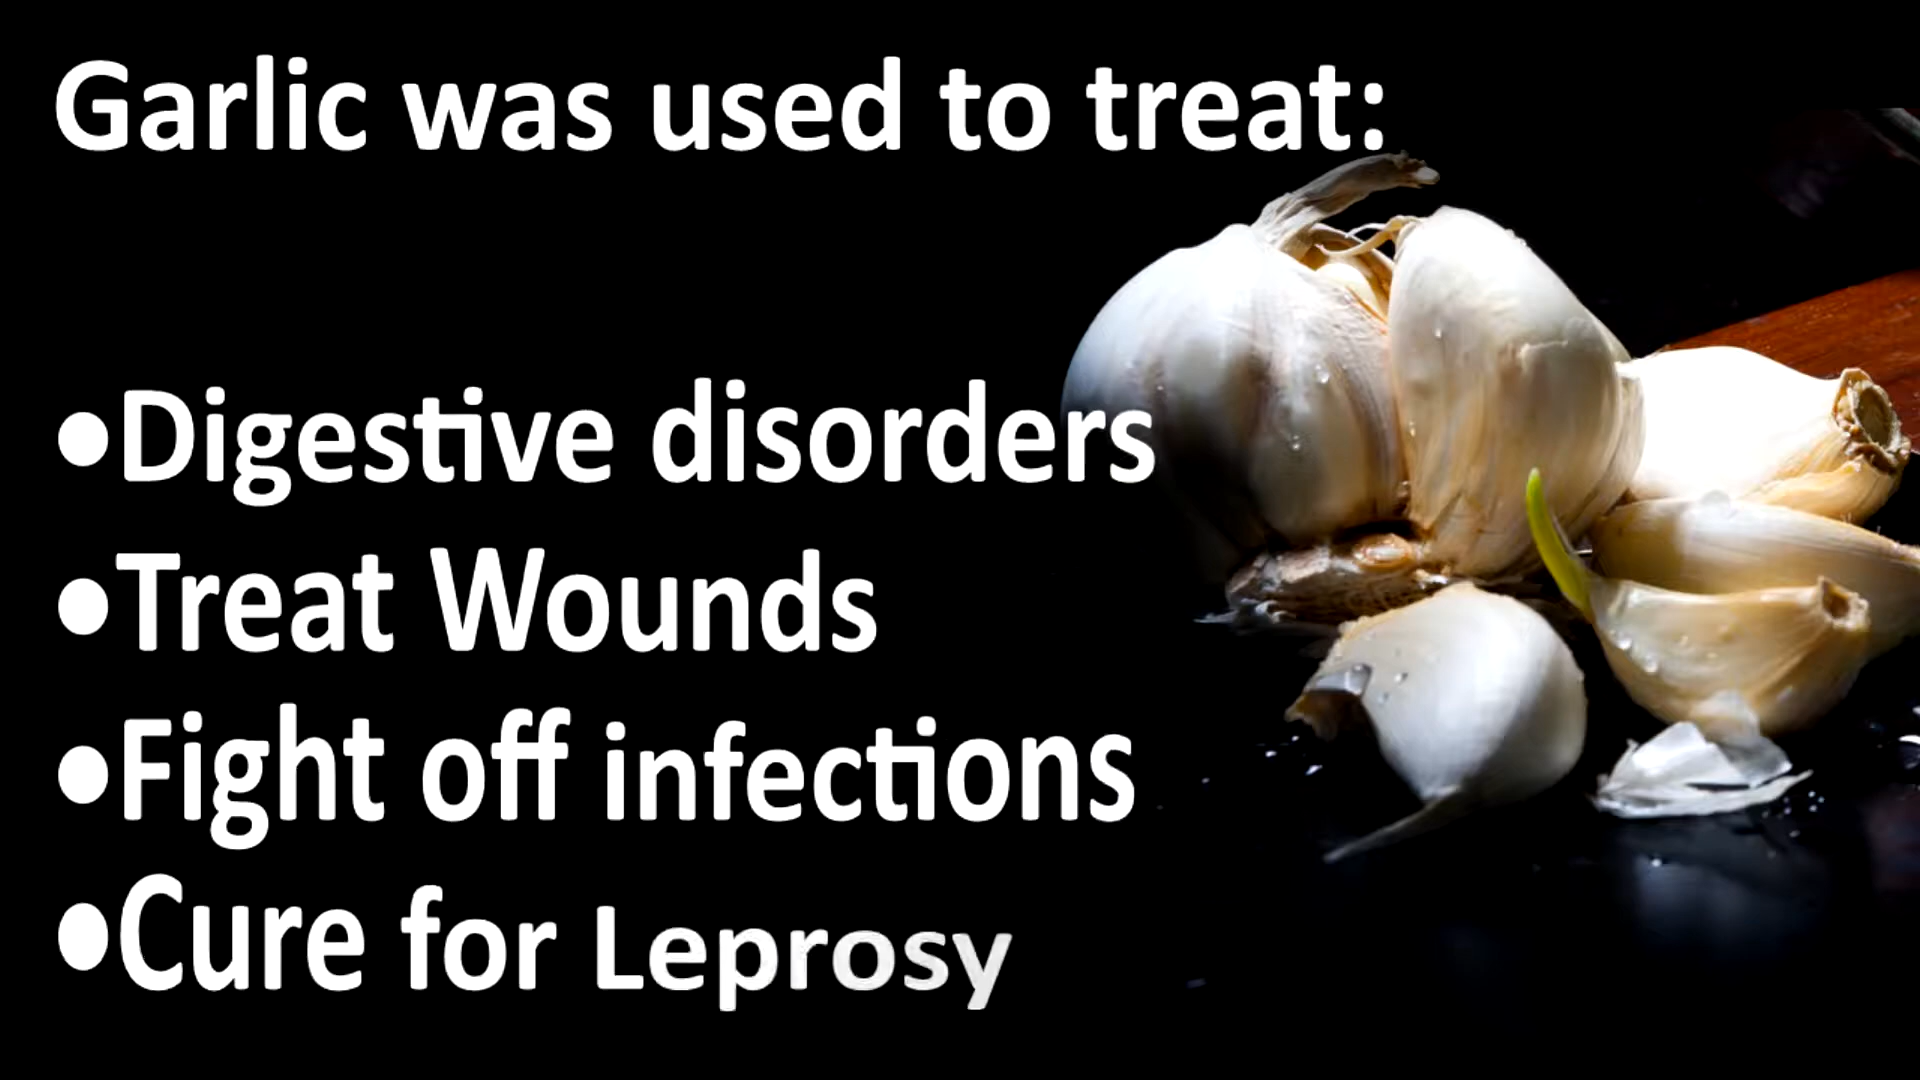 Garlic was used to treat:
•Digestive disorders
•Treat Wounds
•Fight off infections
•Cure for Leprosy